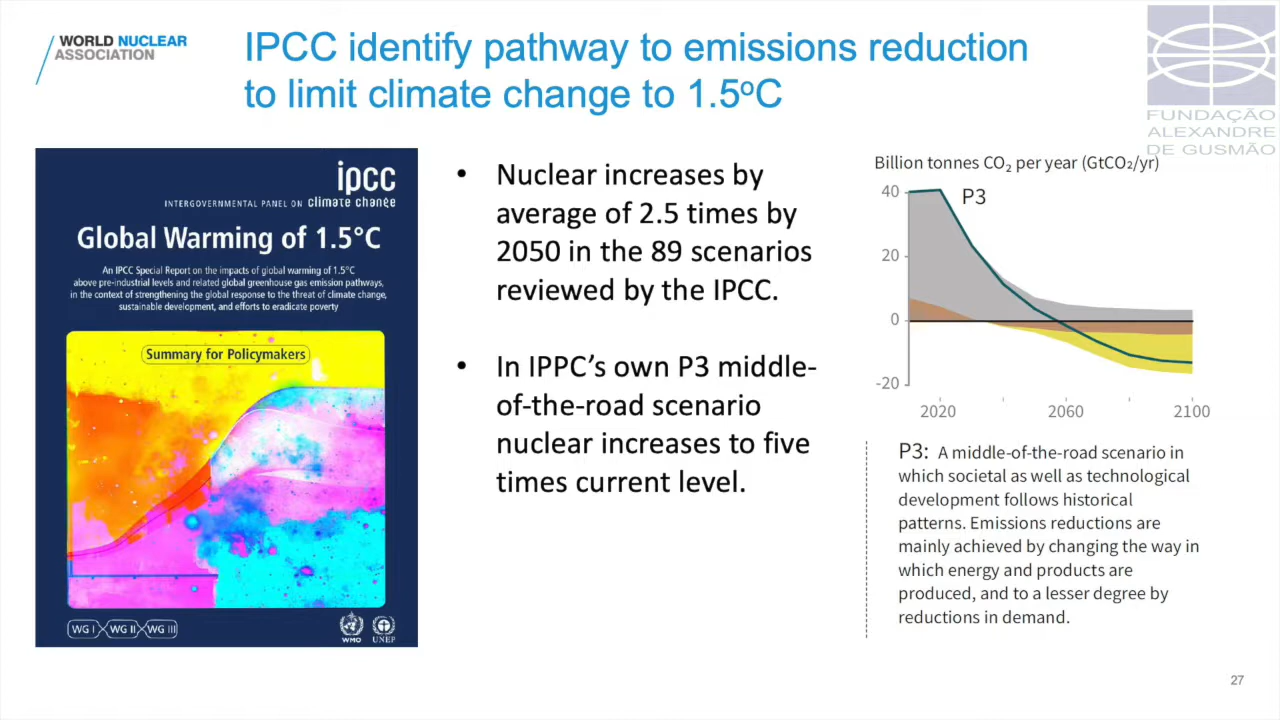 WORLD NUCLEAR
ASSOCIATION
IPCC identify pathway to emissions reduction
to limit climate change to 1.5ºC
FUNDAÇÃO
ALEXANDRE
DE GUSMÃO
ipcc
INTERGOVERNMENTAL PANEL ON climate change
Global Warming of 1.5°C
An IPCC Special Report on the impacts of global warming of 1.5°C
above pre-industrial levels and related global greenhouse gas emission pathways,
in the context of strengthening the global response to the threat of climate change,
sustainable development, and efforts to eradicate poverty
Summary for Policymakers
WG I WG II WG III
WMO UNEP
• Nuclear increases by
average of 2.5 times by
2050 in the 89 scenarios
reviewed by the IPCC.
• In IPPC’s own P3 middle-
of-the-road scenario
nuclear increases to five
times current level.
Billion tonnes CO₂ per year (GtCO₂/yr)
40
P3
20
0
-20
2020 2060 2100
P3: A middle-of-the-road scenario in
which societal as well as technological
development follows historical
patterns. Emissions reductions are
mainly achieved by changing the way in
which energy and products are
produced, and to a lesser degree by
reductions in demand.
27